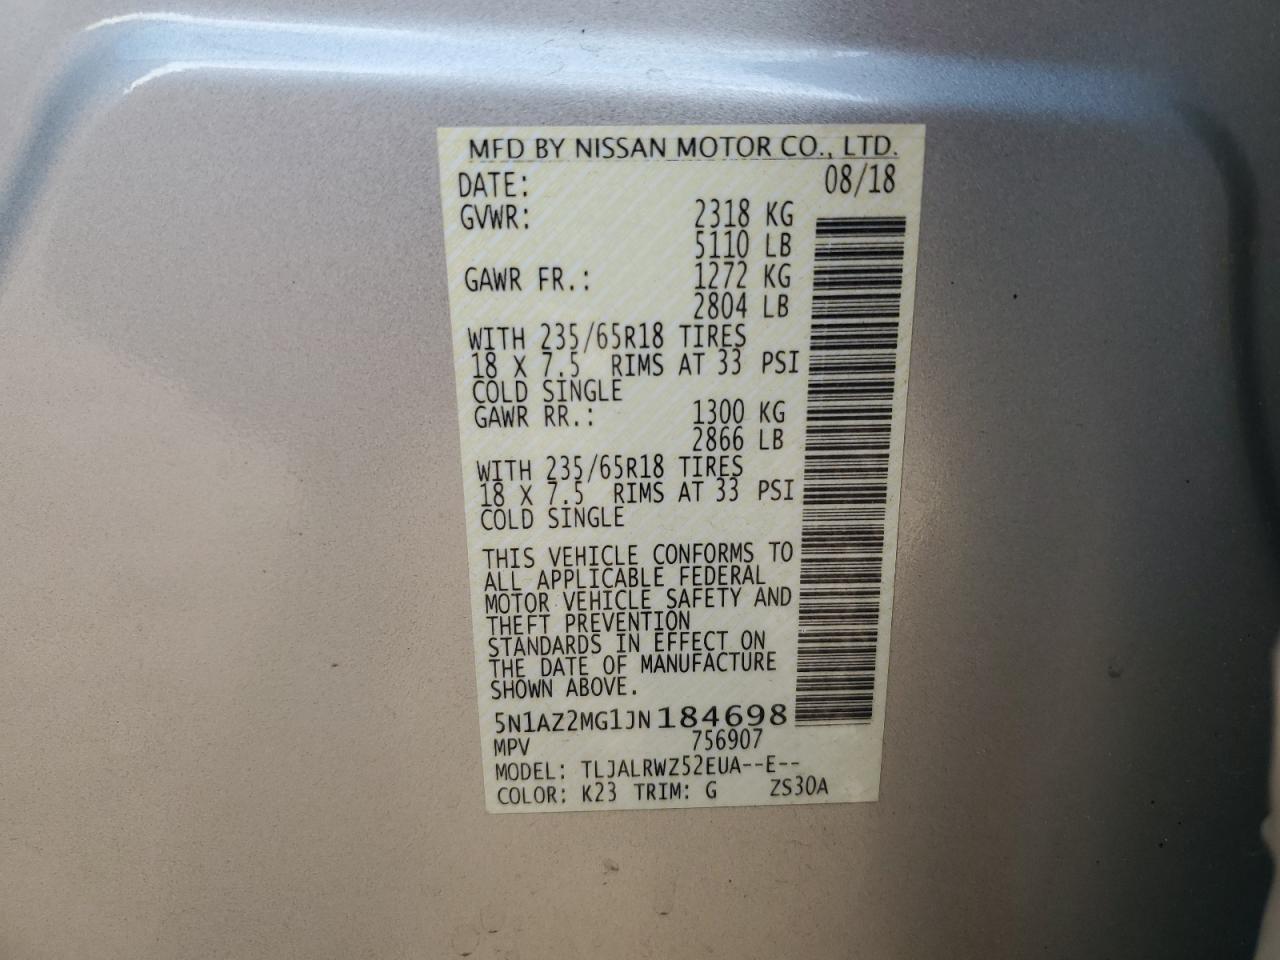 MFD BY NISSAN MOTOR CO., LTD.
DATE: 08/18
GVWR: 2318 KG
5110 LB
GAWR FR.: 1272 KG
2804 LB
WITH 235/65R18 TIRES
18 X 7.5 RIMS AT 33 PSI
COLD SINGLE
GAWR RR.: 1300 KG
2866 LB
WITH 235/65R18 TIRES
18 X 7.5 RIMS AT 33 PSI
COLD SINGLE
THIS VEHICLE CONFORMS TO
ALL APPLICABLE FEDERAL
MOTOR VEHICLE SAFETY AND
THEFT PREVENTION
STANDARDS IN EFFECT ON
THE DATE OF MANUFACTURE
SHOWN ABOVE.
5N1AZ2MG1JN184698
MPV 756907
MODEL: TLJALRWZ52EUA--E--
COLOR: K23 TRIM: G ZS30A